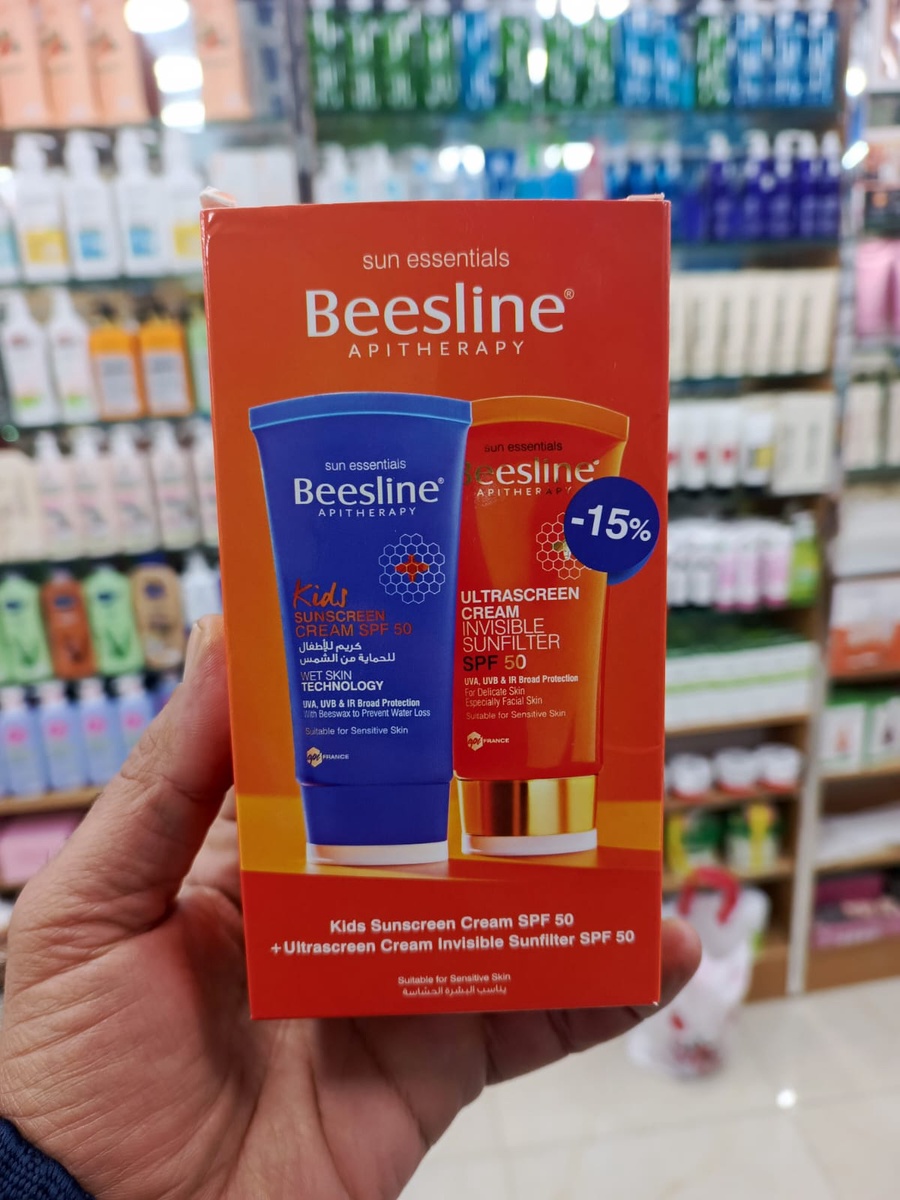 sun essentials
Beesline®
APITHERAPY
sun essentials
Beesline®
APITHERAPY
Kids
SUNSCREEN
CREAM SPF 50
كريم للأطفال
للحماية من الشمس
WET SKIN
TECHNOLOGY
UVA, UVB & IR Broad Protection
With Beeswax to Prevent Water Loss
Suitable for Sensitive Skin
api FRANCE
sun essentials
Beesline®
APITHERAPY
-15%
ULTRASCREEN
CREAM
INVISIBLE
SUNFILTER
SPF 50
UVA, UVB & IR Broad Protection
For Delicate Skin
Especially Facial Skin
Suitable for Sensitive Skin
api FRANCE
Kids Sunscreen Cream SPF 50
+Ultrascreen Cream Invisible Sunfilter SPF 50
Suitable for Sensitive Skin
يناسب البشرة الحساسة